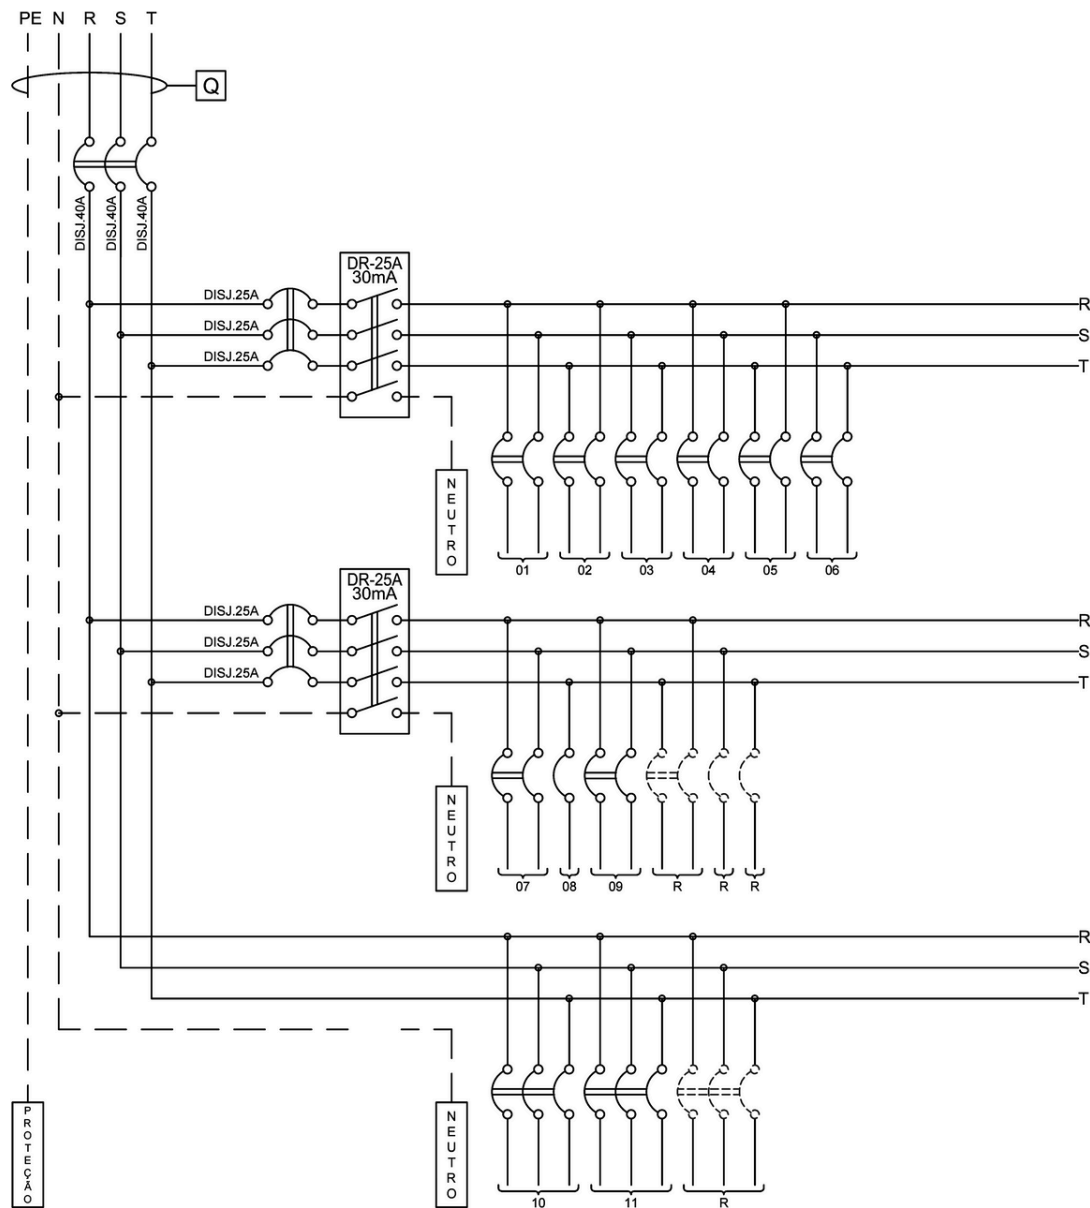 PE N R S T
Q
DISJ.40A DISJ.40A DISJ.40A
DR-25A
30mA
DISJ.25A
R
DISJ.25A
S
DISJ.25A
T
NEUTRO
01 02 03 04 05 06
DR-25A
30mA
DISJ.25A
R
DISJ.25A
S
DISJ.25A
T
NEUTRO
07 08 09 R R R
R
S
T
PROTEÇÃO
NEUTRO
10 11 R